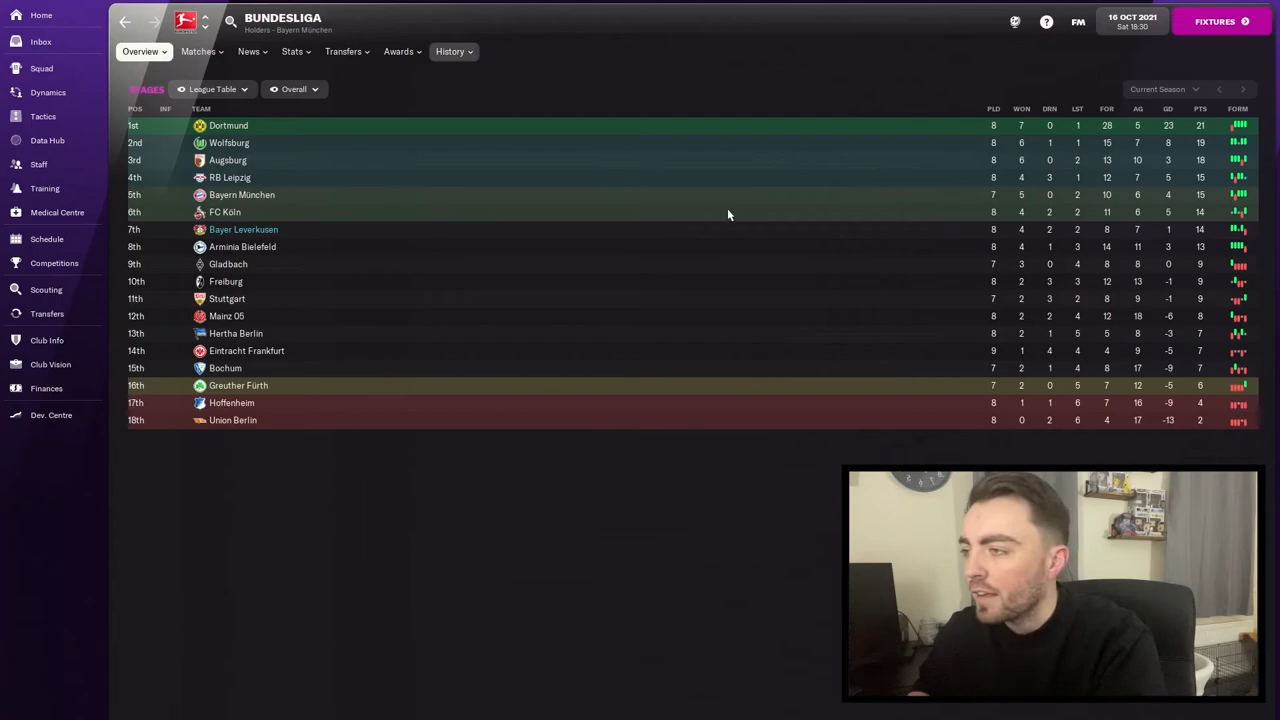 Home
Inbox
Squad
Dynamics
Tactics
Data Hub
Staff
Training
Medical Centre
Schedule
Competitions
Scouting
Transfers
Club Info
Club Vision
Finances
Dev. Centre
BUNDESLIGA
Holders - Bayern München
? FM 16 OCT 2021 FIXTURES
Sat 18:30
Overview Matches News Stats Transfers Awards History
STAGES League Table Overall Current Season
POS INF TEAM PLD WON DRN LST FOR AG GD PTS FORM
1st Dortmund 8 7 0 1 28 5 23 21
2nd Wolfsburg 8 6 1 1 15 7 8 19
3rd Augsburg 8 6 0 2 13 10 3 18
4th RB Leipzig 8 4 3 1 12 7 5 15
5th Bayern München 7 5 0 2 10 6 4 15
6th FC Köln 8 4 2 2 11 6 5 14
7th Bayer Leverkusen 8 4 2 2 8 7 1 14
8th Arminia Bielefeld 8 4 1 3 14 11 3 13
9th Gladbach 7 3 0 4 8 8 0 9
10th Freiburg 8 2 3 3 12 13 -1 9
11th Stuttgart 7 2 3 2 8 9 -1 9
12th Mainz 05 8 2 2 4 12 18 -6 8
13th Hertha Berlin 8 2 1 5 5 8 -3 7
14th Eintracht Frankfurt 9 1 4 4 4 9 -5 7
15th Bochum 7 2 1 4 8 17 -9 7
16th Greuther Fürth 7 2 0 5 7 12 -5 6
17th Hoffenheim 8 1 1 6 7 16 -9 4
18th Union Berlin 8 0 2 6 4 17 -13 2